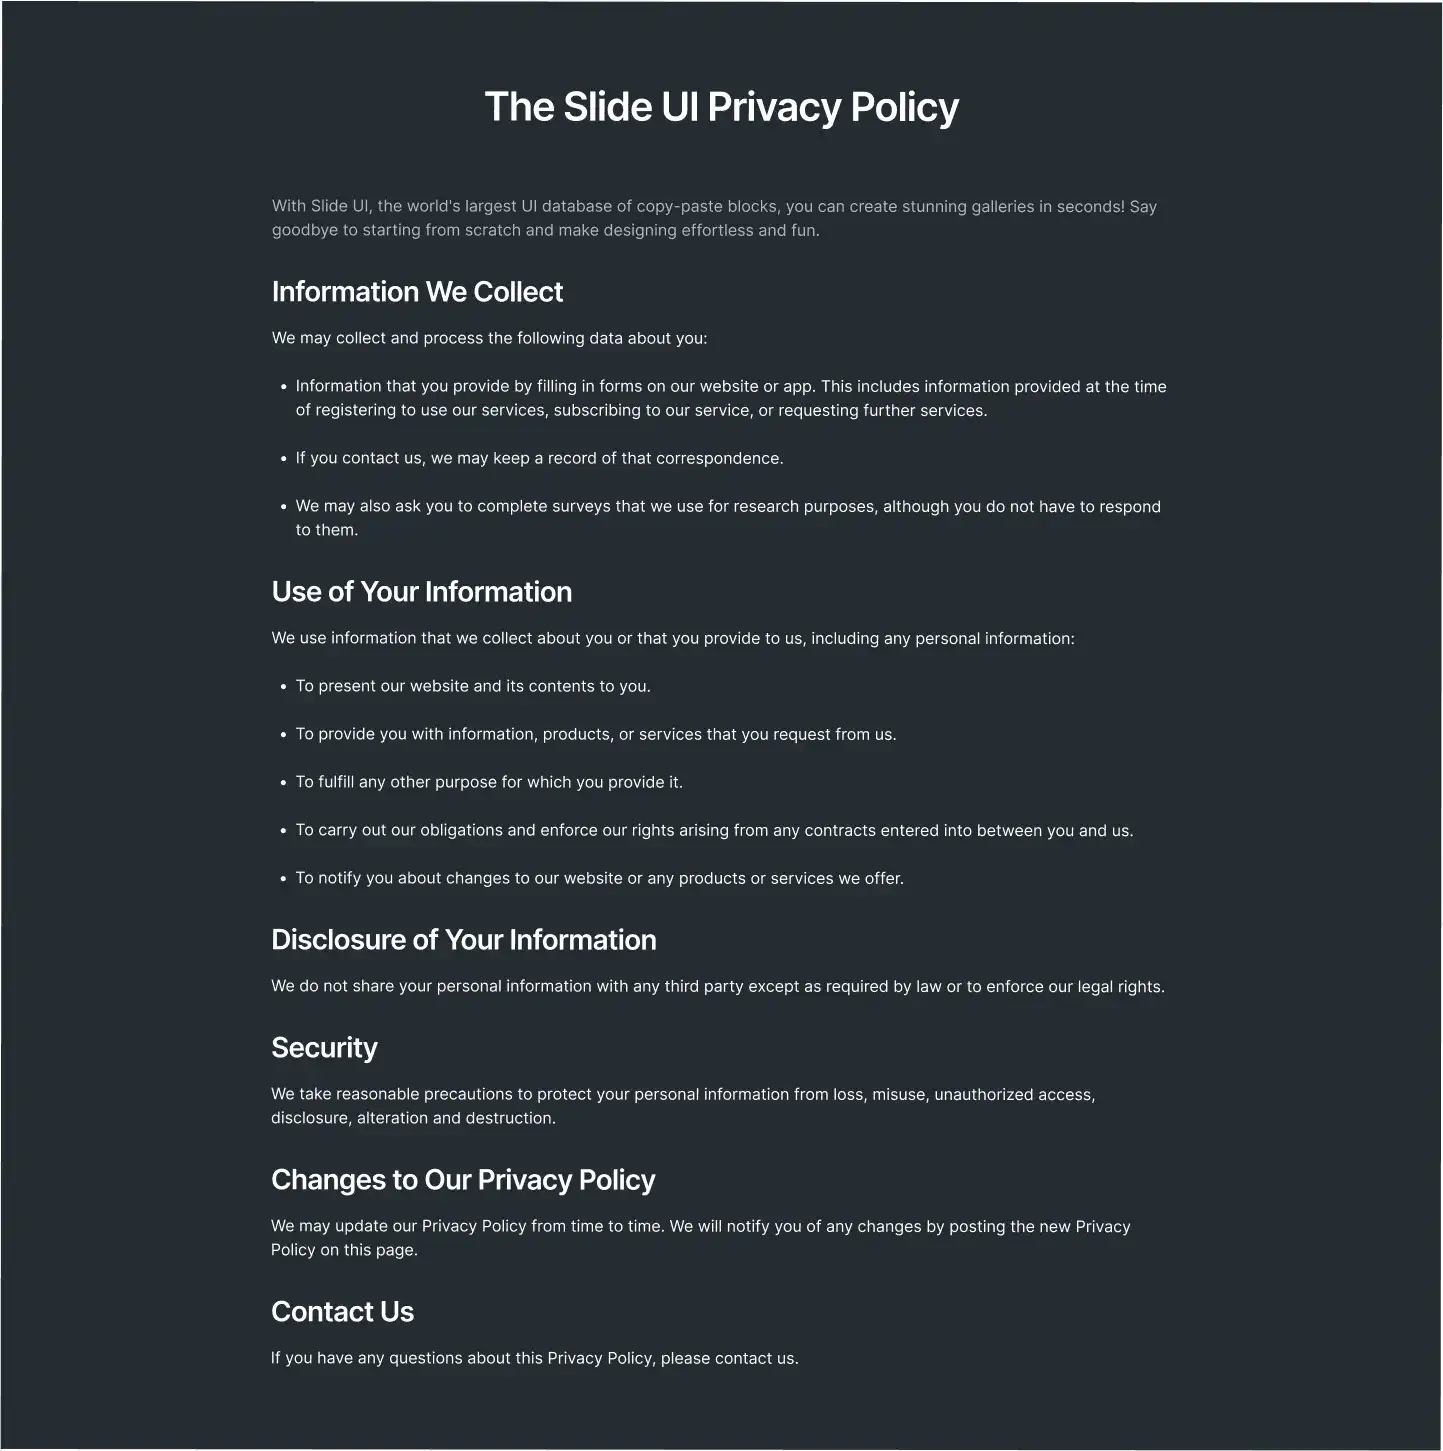 The Slide UI Privacy Policy
With Slide UI, the world's largest UI database of copy-paste blocks, you can create stunning galleries in seconds! Say
goodbye to starting from scratch and make designing effortless and fun.
Information We Collect
We may collect and process the following data about you:
• Information that you provide by filling in forms on our website or app. This includes information provided at the time
of registering to use our services, subscribing to our service, or requesting further services.
• If you contact us, we may keep a record of that correspondence.
• We may also ask you to complete surveys that we use for research purposes, although you do not have to respond
to them.
Use of Your Information
We use information that we collect about you or that you provide to us, including any personal information:
• To present our website and its contents to you.
• To provide you with information, products, or services that you request from us.
• To fulfill any other purpose for which you provide it.
• To carry out our obligations and enforce our rights arising from any contracts entered into between you and us.
• To notify you about changes to our website or any products or services we offer.
Disclosure of Your Information
We do not share your personal information with any third party except as required by law or to enforce our legal rights.
Security
We take reasonable precautions to protect your personal information from loss, misuse, unauthorized access,
disclosure, alteration and destruction.
Changes to Our Privacy Policy
We may update our Privacy Policy from time to time. We will notify you of any changes by posting the new Privacy
Policy on this page.
Contact Us
If you have any questions about this Privacy Policy, please contact us.